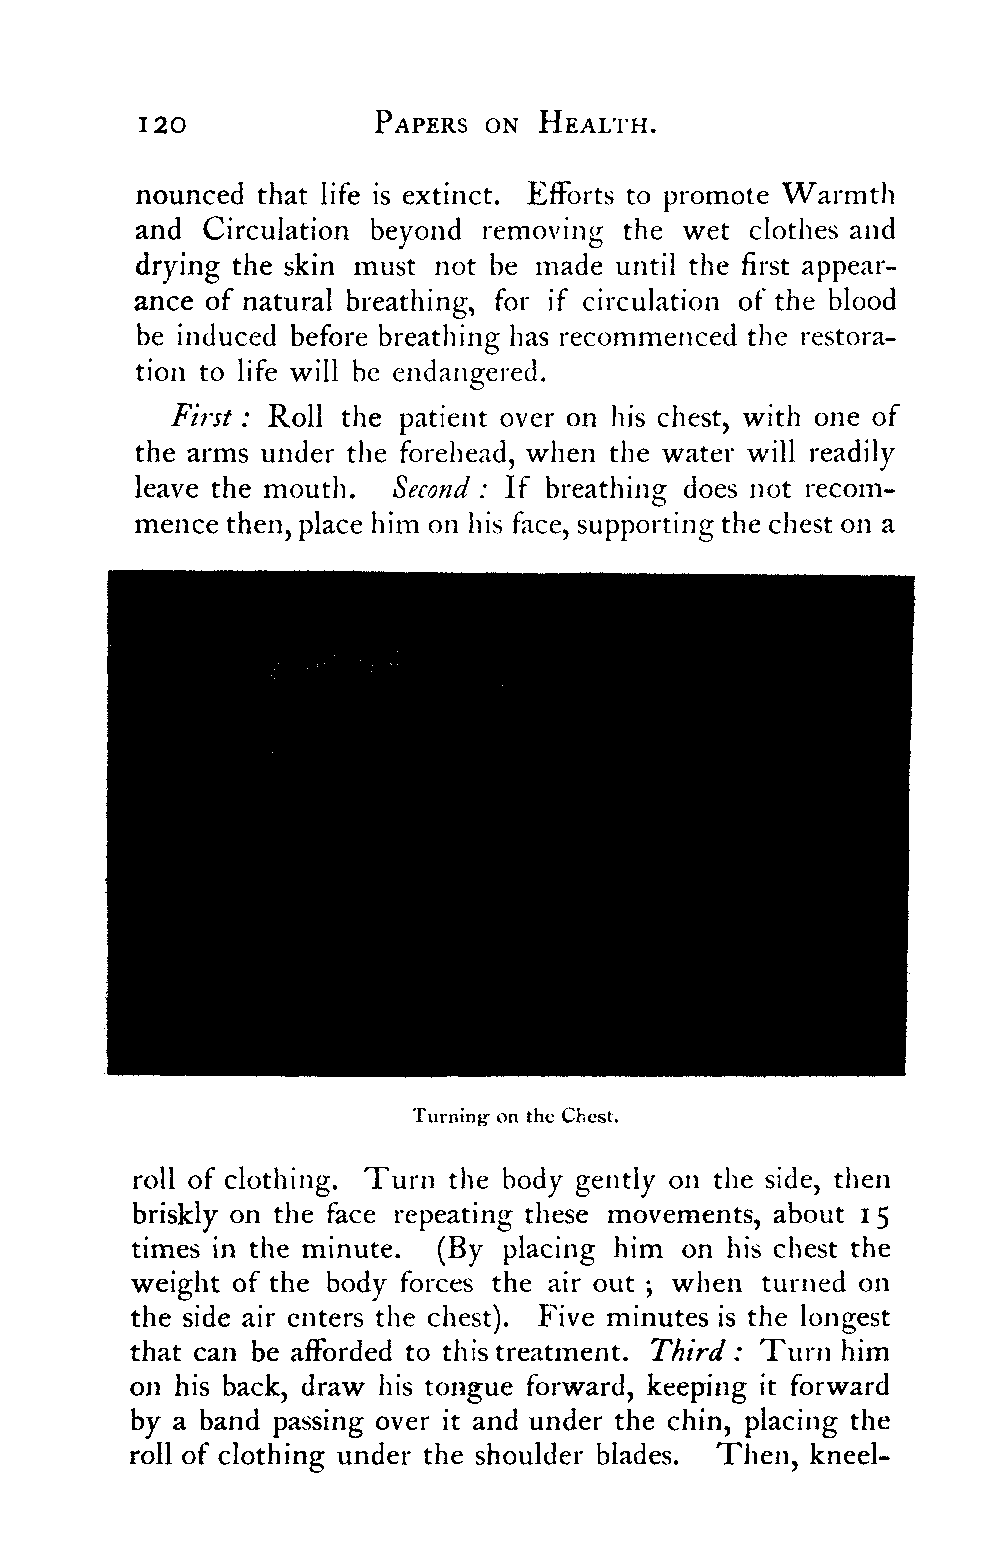 120 PAPERS ON HEALTH.
nounced that life is extinct. Efforts to promote Warmth
and Circulation beyond removing the wet clothes and
drying the skin must not be made until the first appear-
ance of natural breathing, for if circulation of the blood
be induced before breathing has recommenced the restora-
tion to life will be endangered.
First : Roll the patient over on his chest, with one of
the arms under the forehead, when the water will readily
leave the mouth. Second : If breathing does not recom-
mence then, place him on his face, supporting the chest on a
Turning on the Chest.
roll of clothing. Turn the body gently on the side, then
briskly on the face repeating these movements, about 15
times in the minute. (By placing him on his chest the
weight of the body forces the air out ; when turned on
the side air enters the chest). Five minutes is the longest
that can be afforded to this treatment. Third : Turn him
on his back, draw his tongue forward, keeping it forward
by a band passing over it and under the chin, placing the
roll of clothing under the shoulder blades. Then, kneel-